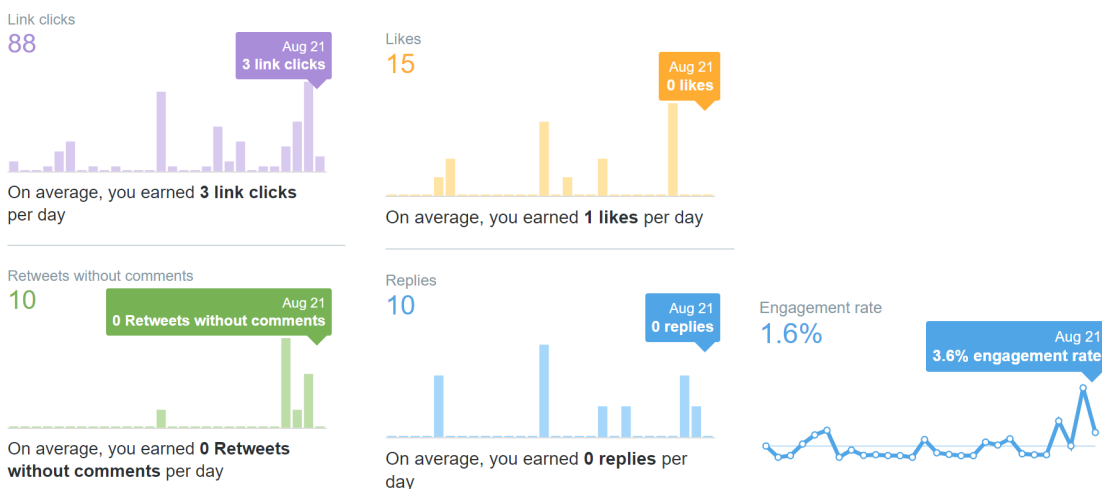 Link clicks
88
Aug 21
3 link clicks
On average, you earned 3 link clicks
per day
Likes
15
Aug 21
0 likes
On average, you earned 1 likes per day
Retweets without comments
10
Aug 21
0 Retweets without comments
On average, you earned 0 Retweets
without comments per day
Replies
10
Aug 21
0 replies
On average, you earned 0 replies per
day
Engagement rate
1.6%
Aug 21
3.6% engagement rate